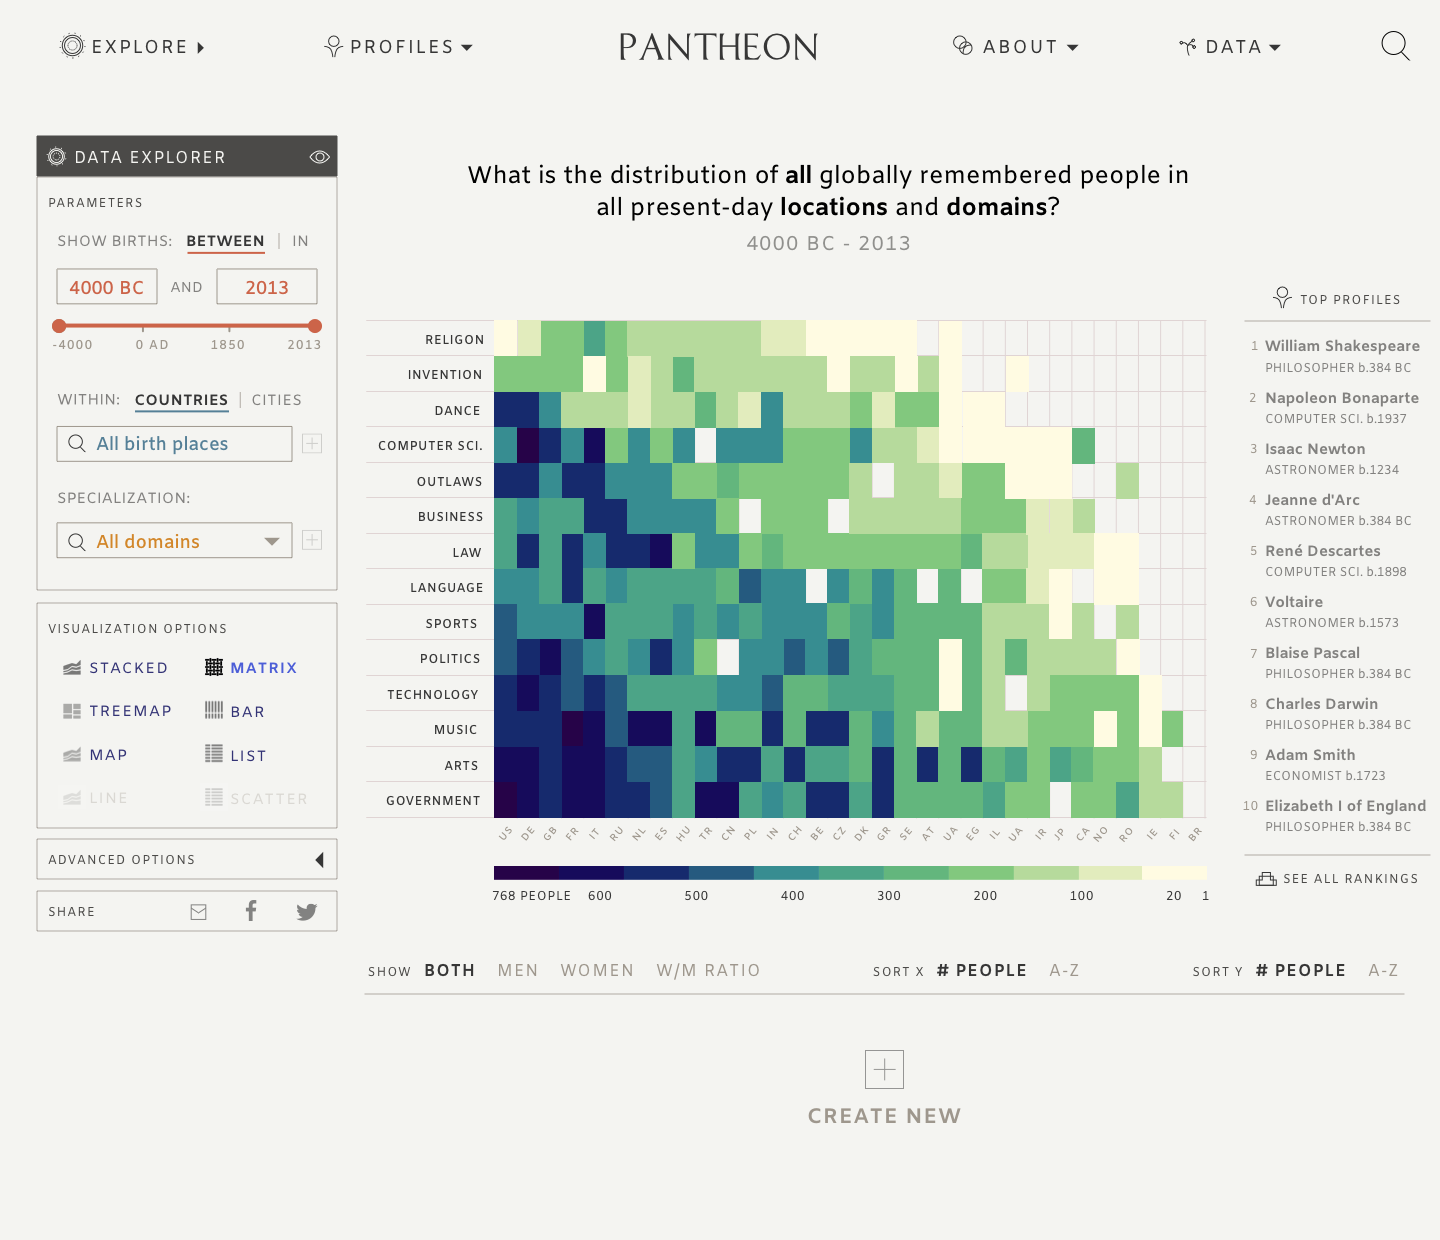 EXPLORE
PROFILES
PANTHEON
ABOUT
DATA
DATA EXPLORER
PARAMETERS
SHOW BIRTHS: BETWEEN | IN
4000 BC AND 2013
-4000 0 AD 1850 2013
WITHIN: COUNTRIES | CITIES
All birth places
SPECIALIZATION:
All domains
VISUALIZATION OPTIONS
STACKED MATRIX
TREEMAP BAR
MAP LIST
LINE SCATTER
ADVANCED OPTIONS
SHARE
What is the distribution of all globally remembered people in
all present-day locations and domains?
4000 BC - 2013
RELIGON
INVENTION
DANCE
COMPUTER SCI.
OUTLAWS
BUSINESS
LAW
LANGUAGE
SPORTS
POLITICS
TECHNOLOGY
MUSIC
ARTS
GOVERNMENT
US DE GB FR IT RU NL ES HU TR CN PL IN CH BE CZ DK GR SE AT UA EG IL UA IR JP CA NO RO IE FI BR
768 PEOPLE 600 500 400 300 200 100 20 1
TOP PROFILES
1 William Shakespeare
PHILOSOPHER b.384 BC
2 Napoleon Bonaparte
COMPUTER SCI. b.1937
3 Isaac Newton
ASTRONOMER b.1234
4 Jeanne d'Arc
ASTRONOMER b.384 BC
5 René Descartes
COMPUTER SCI. b.1898
6 Voltaire
ASTRONOMER b.1573
7 Blaise Pascal
PHILOSOPHER b.384 BC
8 Charles Darwin
PHILOSOPHER b.384 BC
9 Adam Smith
ECONOMIST b.1723
10 Elizabeth I of England
PHILOSOPHER b.384 BC
SEE ALL RANKINGS
SHOW BOTH MEN WOMEN W/M RATIO
SORT X # PEOPLE A-Z
SORT Y # PEOPLE A-Z
CREATE NEW